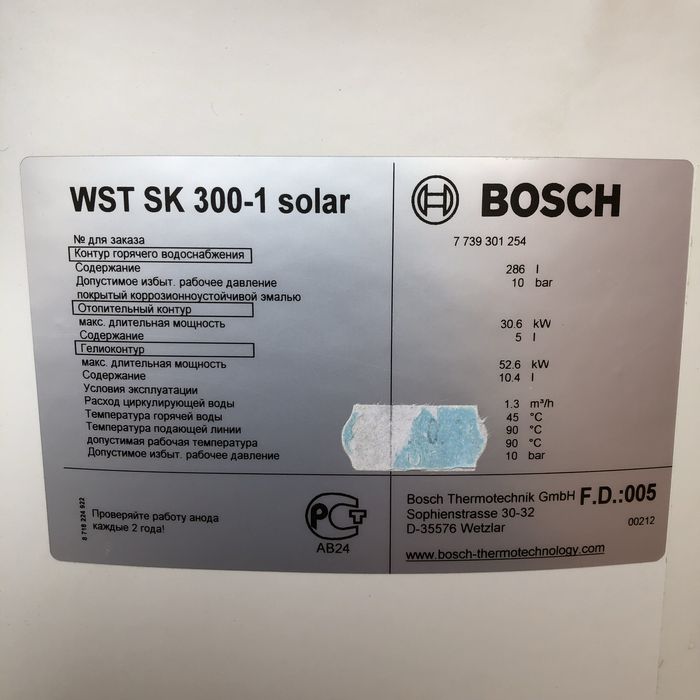 WST SK 300-1 solar
BOSCH
№ для заказа 7 739 301 254
Контур горячего водоснабжения
Содержание 286 l
Допустимое избыт. рабочее давление 10 bar
покрытый коррозионноустойчивой эмалью
Отопительный контур
макс. длительная мощность 30.6 kW
Содержание 5 l
Гелиоконтур
макс. длительная мощность 52.6 kW
Содержание 10.4 l
Условия эксплуатации
Расход циркулирующей воды 1.3 m³/h
Температура горячей воды 45 °C
Температура подающей линии 90 °C
допустимая рабочая температура 90 °C
Допустимое избыт. рабочее давление 10 bar
8 718 224 922
Проверяйте работу анода
каждые 2 года!
РСТ
АВ24
Bosch Thermotechnik GmbH F.D.:005
Sophienstrasse 30-32
D-35576 Wetzlar
00212
www.bosch-thermotechnology.com